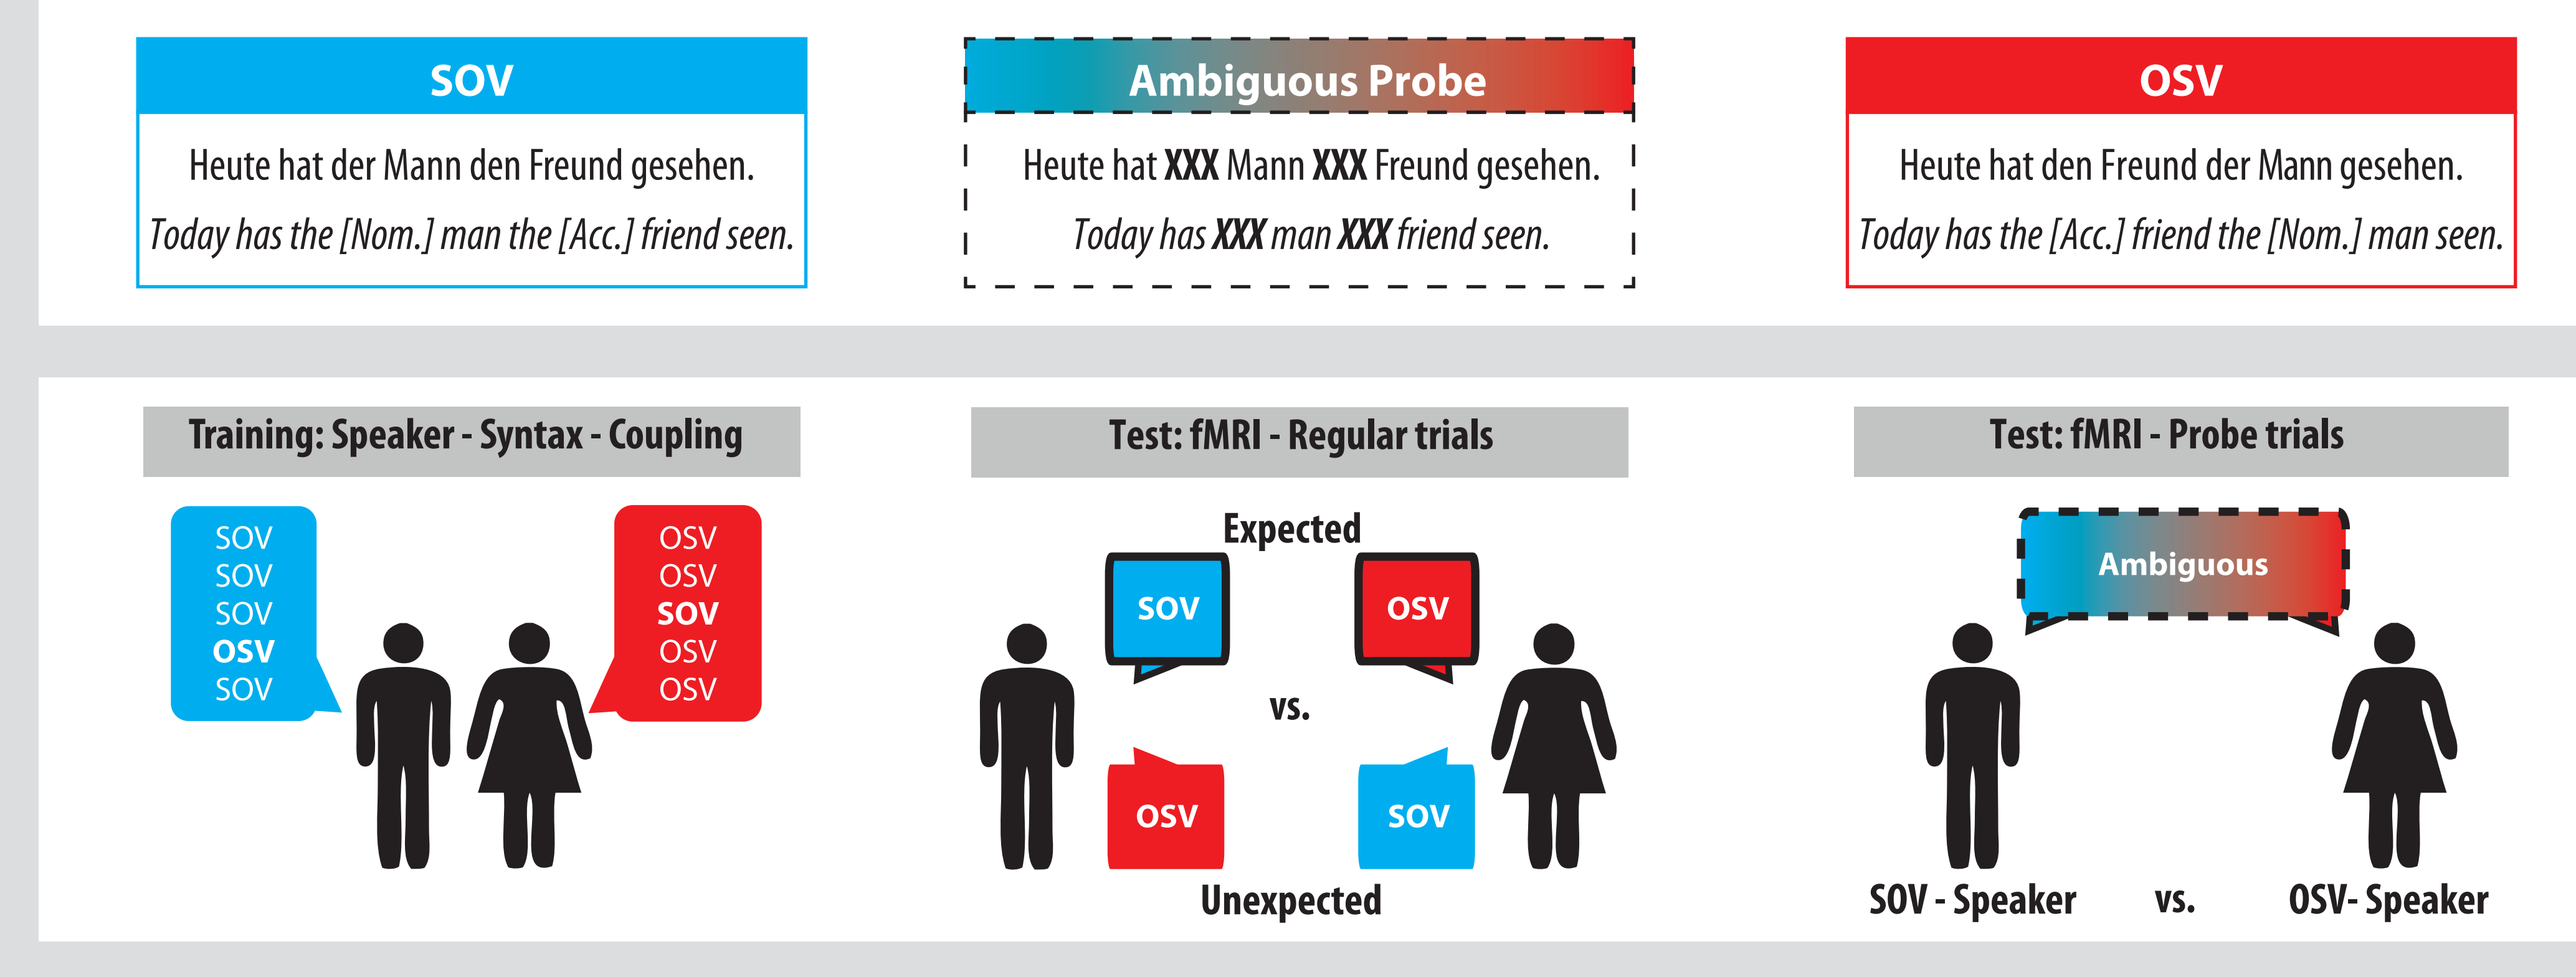 SOV
Heute hat der Mann den Freund gesehen.
Today has the [Nom.] man the [Acc.] friend seen.
Ambiguous Probe
Heute hat XXX Mann XXX Freund gesehen.
Today has XXX man XXX friend seen.
OSV
Heute hat den Freund der Mann gesehen.
Today has the [Acc.] friend the [Nom.] man seen.
Training: Speaker - Syntax - Coupling
SOV
SOV
SOV
OSV
SOV
OSV
OSV
SOV
OSV
OSV
Test: fMRI - Regular trials
Expected
SOV
OSV
vs.
OSV
SOV
Unexpected
Test: fMRI - Probe trials
Ambiguous
SOV - Speaker
vs.
OSV- Speaker